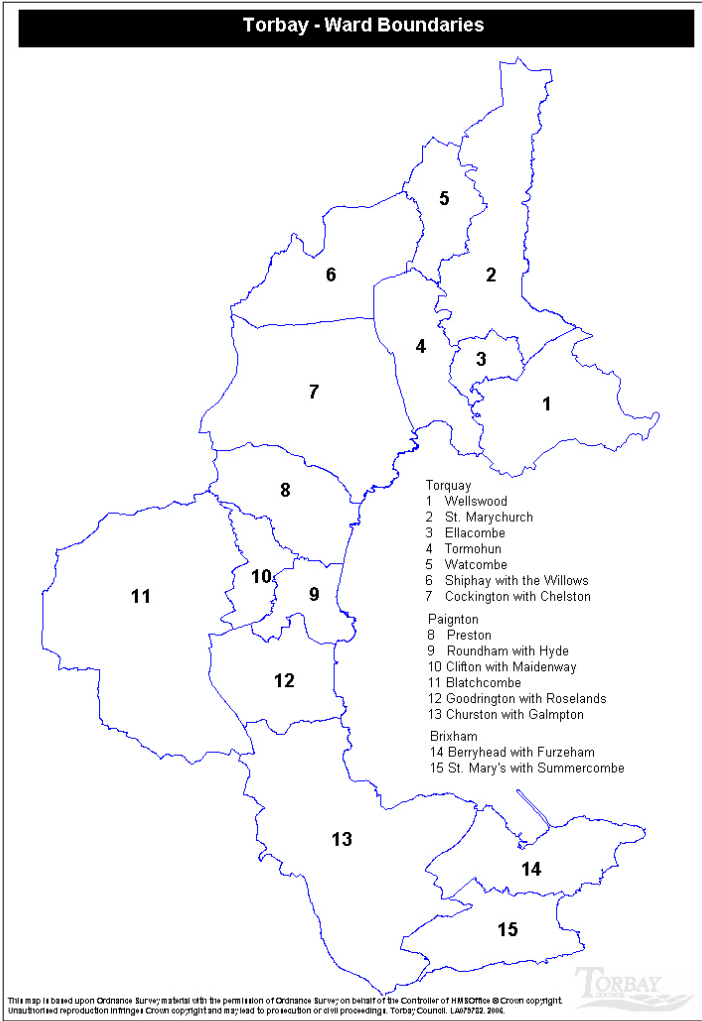 Torbay - Ward Boundaries
5
6
2
4
3
7
1
8
Torquay
1 Wellswood
2 St. Marychurch
3 Ellacombe
4 Tormohun
5 Watcombe
6 Shiphay with the Willows
7 Cockington with Chelston
11
10
9
Paignton
8 Preston
9 Roundham with Hyde
10 Clifton with Maidenway
11 Blatchcombe
12 Goodrington with Roselands
13 Churston with Galmpton
12
Brixham
14 Berryhead with Furzeham
15 St. Mary's with Summercombe
13
14
15
TORBAY
COUNCIL
This map is based upon Ordnance Survey material with the permission of Ordnance Survey on behalf of the Controller of HMSOffice © Crown copyright.
Unauthorised reproduction infringes Crown copyright and may lead to prosecution or civil proceedings. Torbay Council. LA079782, 2006.